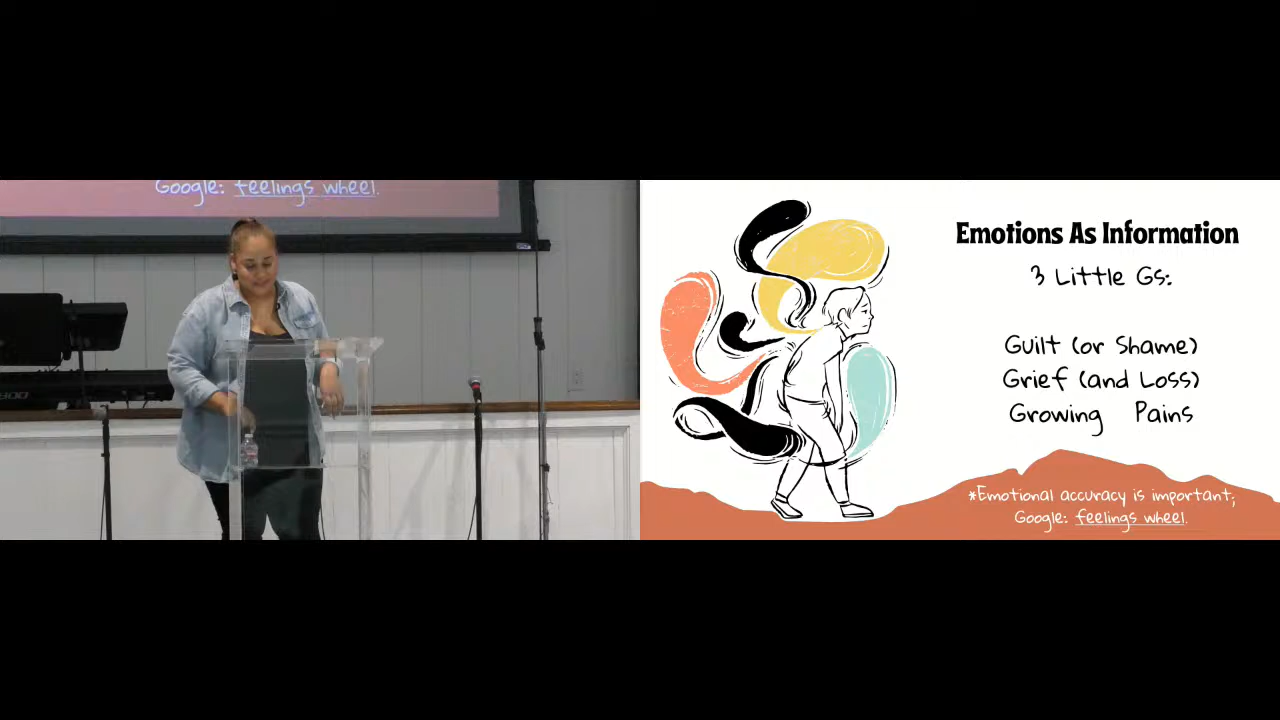 Google: feelings wheel.
Emotions As Information
3 Little Gs:
Guilt (or Shame)
Grief (and Loss)
Growing Pains
*Emotional accuracy is important;
Google: feelings wheel.